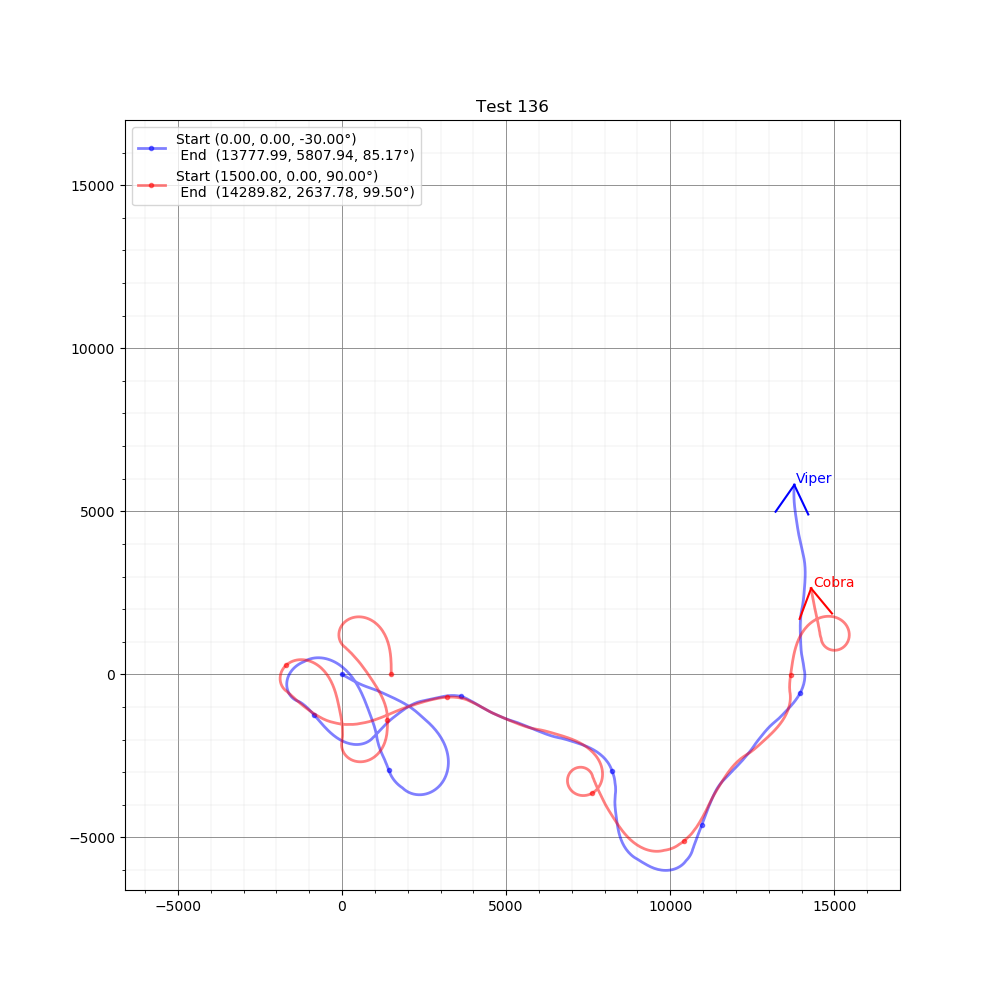 Test 136
Start (0.00, 0.00, -30.00°)
End  (13777.99, 5807.94, 85.17°)
Start (1500.00, 0.00, 90.00°)
End  (14289.82, 2637.78, 99.50°)
15000
10000
Viper
5000
Cobra
0
−5000
−5000 0 5000 10000 15000